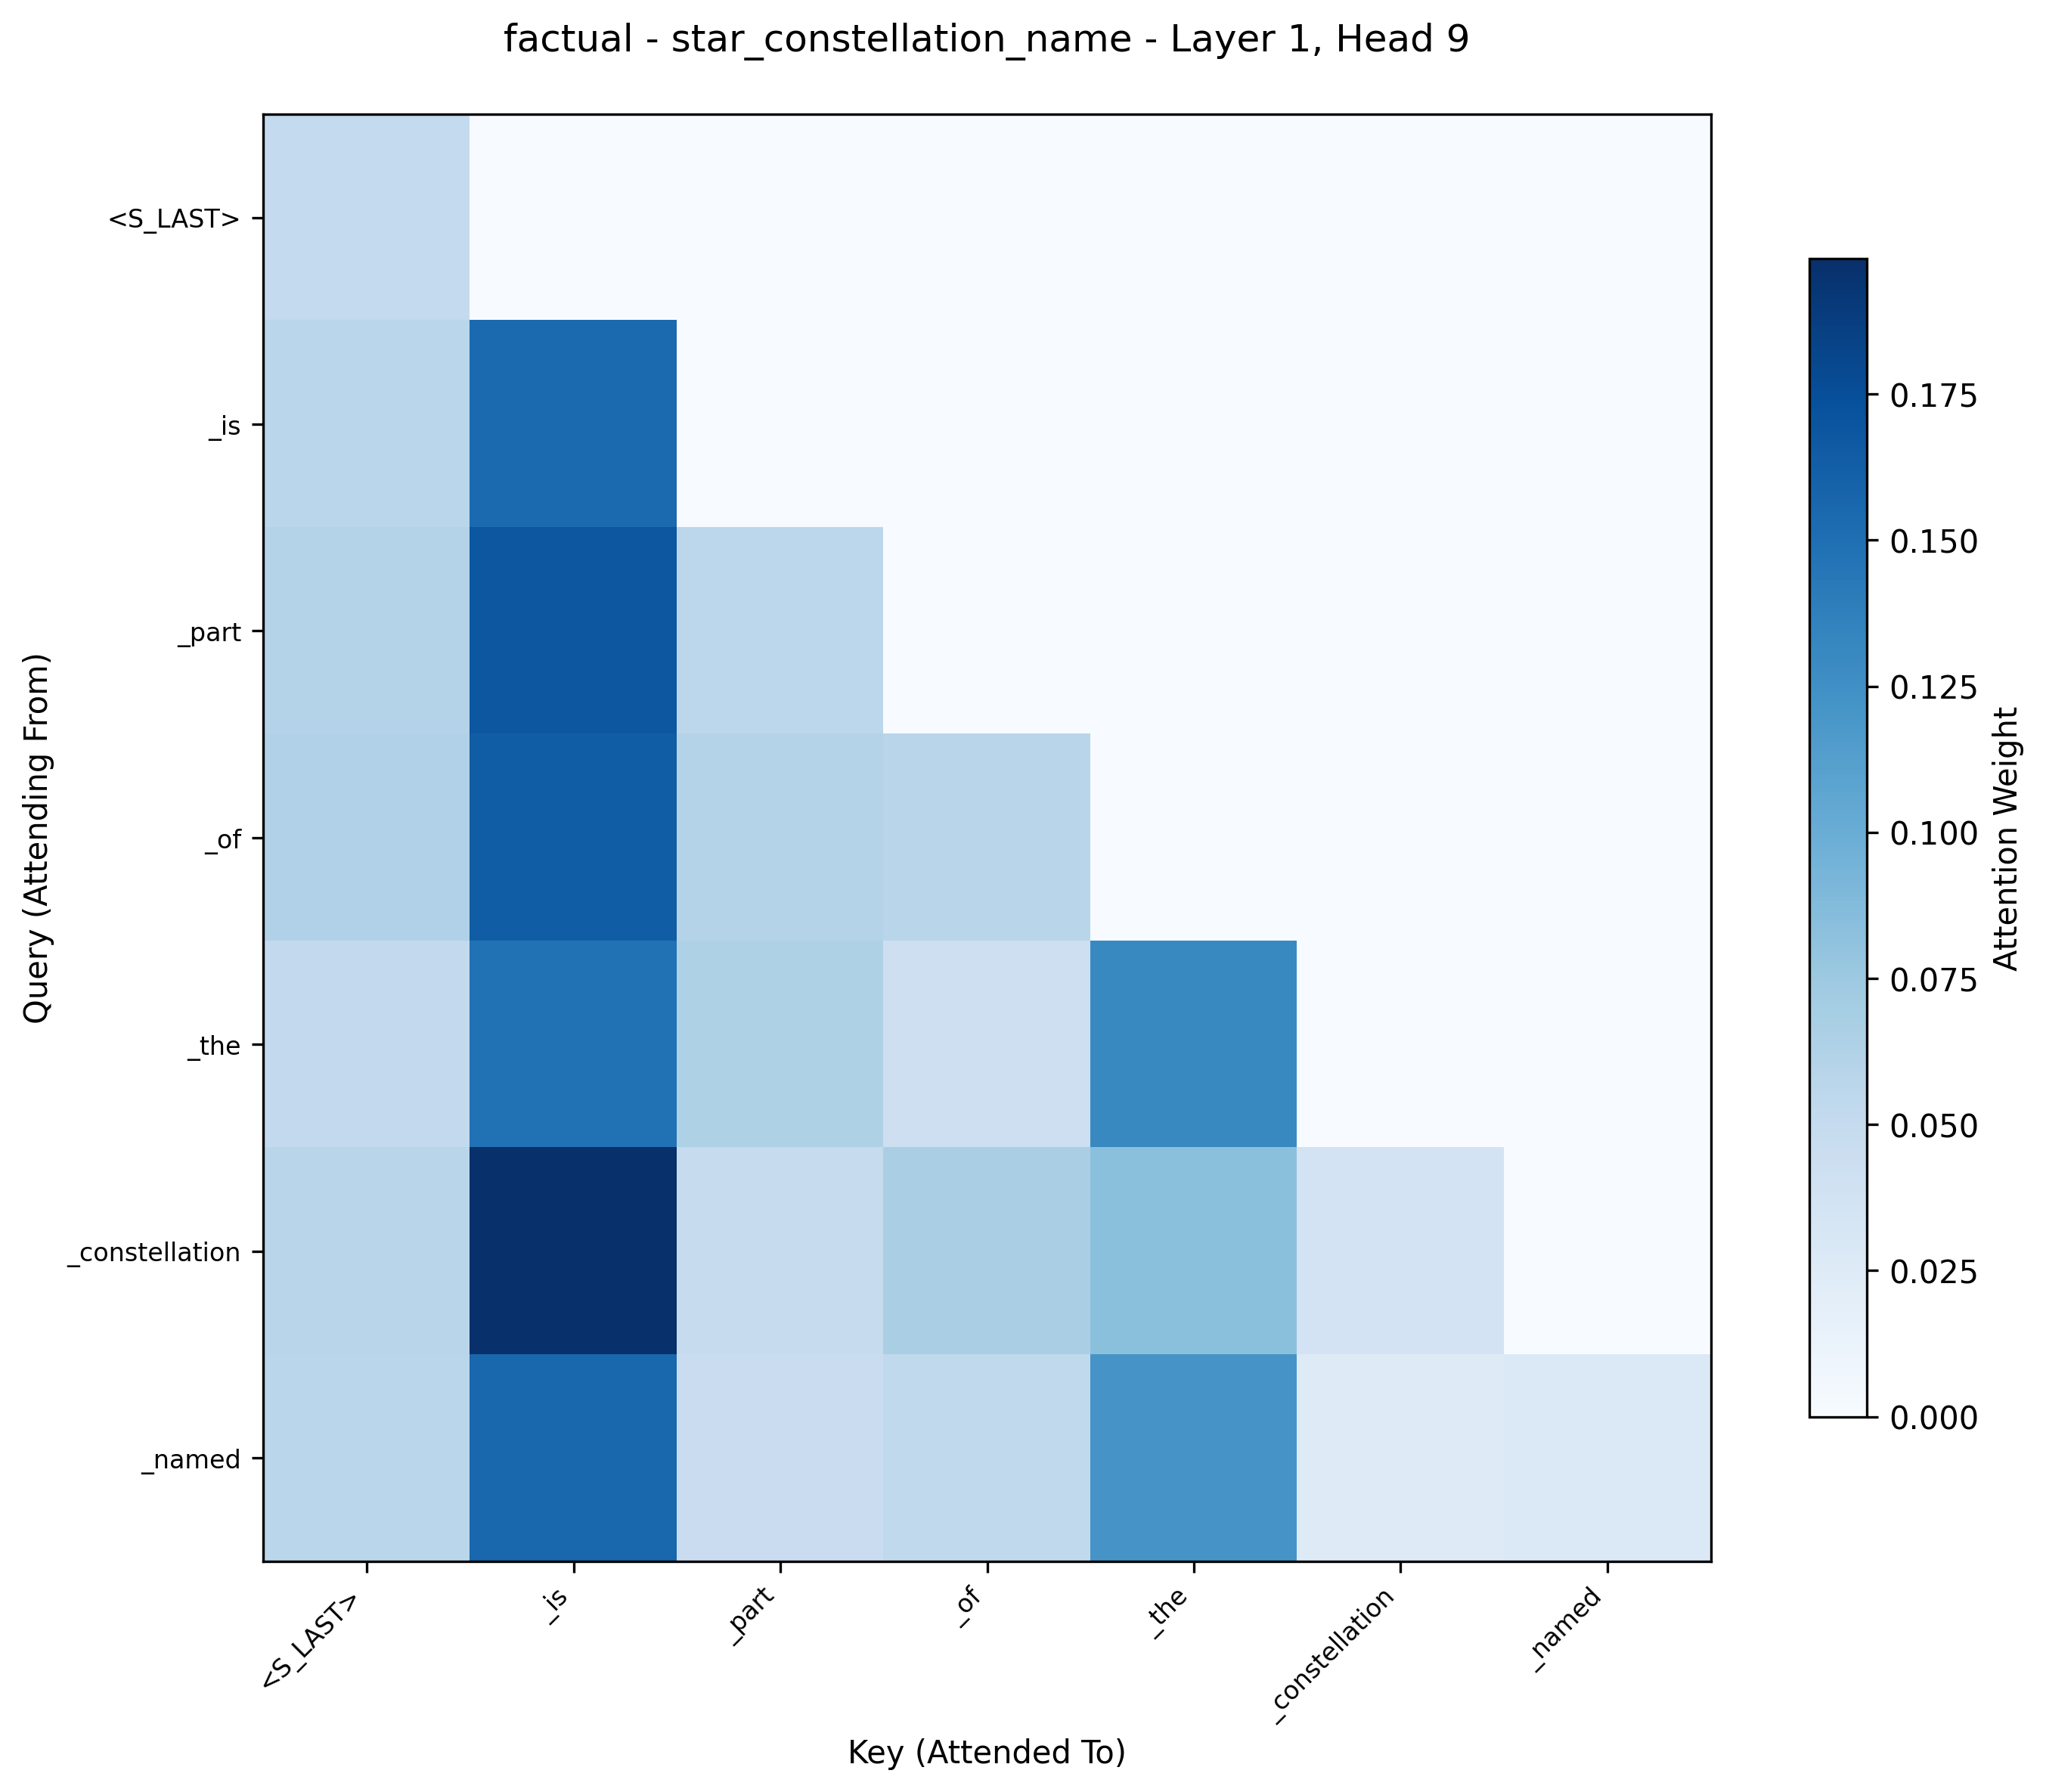 factual - star_constellation_name - Layer 1, Head 9
Query (Attending From)
<S_LAST>
_is
_part
_of
_the
_constellation
_named
<S_LAST>
_is
_part
_of
_the
_constellation
_named
Key (Attended To)
0.175
0.150
0.125
0.100
0.075
0.050
0.025
0.000
Attention Weight